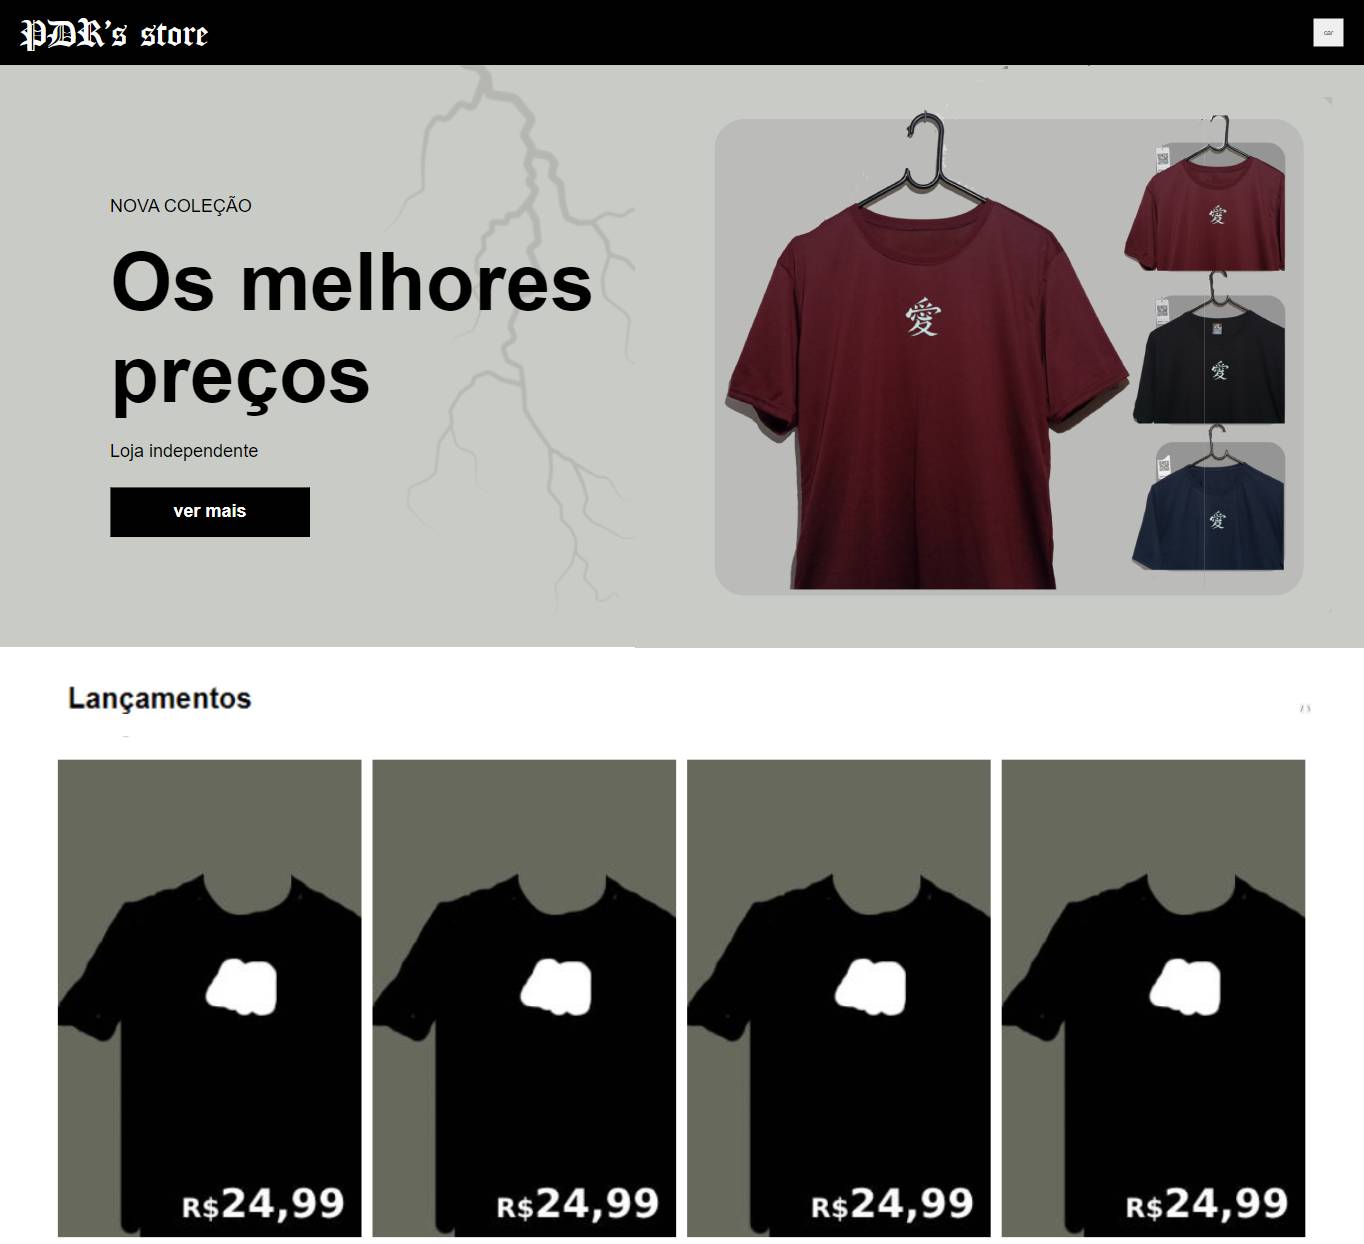 PDR's store
car
NOVA COLEÇÃO
Os melhores
preços
Loja independente
ver mais
愛
愛
愛
愛
Lançamentos
R$24,99
R$24,99
R$24,99
R$24,99